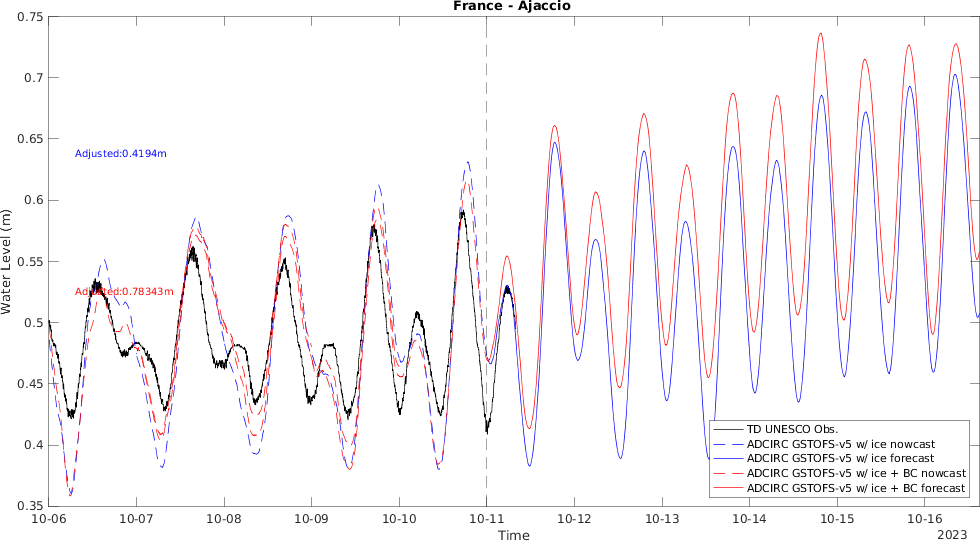 France - Ajaccio
0.75
0.7
0.65
0.6
0.55
0.5
0.45
0.4
0.35
Water Level (m)
Adjusted:0.4194m
Adjusted:0.78343m
TD UNESCO Obs.
ADCIRC GSTOFS-v5 w/ ice nowcast
ADCIRC GSTOFS-v5 w/ ice forecast
ADCIRC GSTOFS-v5 w/ ice + BC nowcast
ADCIRC GSTOFS-v5 w/ ice + BC forecast
10-06 10-07 10-08 10-09 10-10 10-11 10-12 10-13 10-14 10-15 10-16
Time
2023